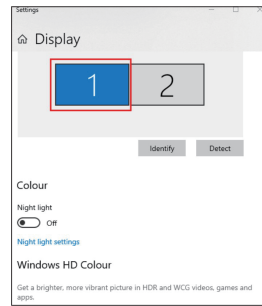 Settings
Display
1 2
Identify Detect
Colour
Night light
Off
Night light settings
Windows HD Colour
Get a brighter, more vibrant picture in HDR and WCG videos, games and
apps.